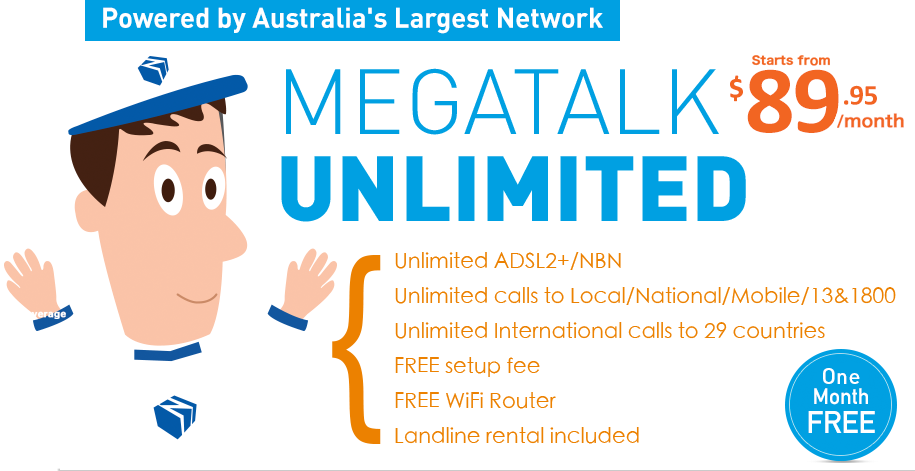 Powered by Australia's Largest Network
Starts from
$89.95
/month
MEGATALK
UNLIMITED
Unlimited ADSL2+/NBN
Unlimited calls to Local/National/Mobile/13&1800
Unlimited International calls to 29 countries
FREE setup fee
FREE WiFi Router
Landline rental included
One
Month
FREE